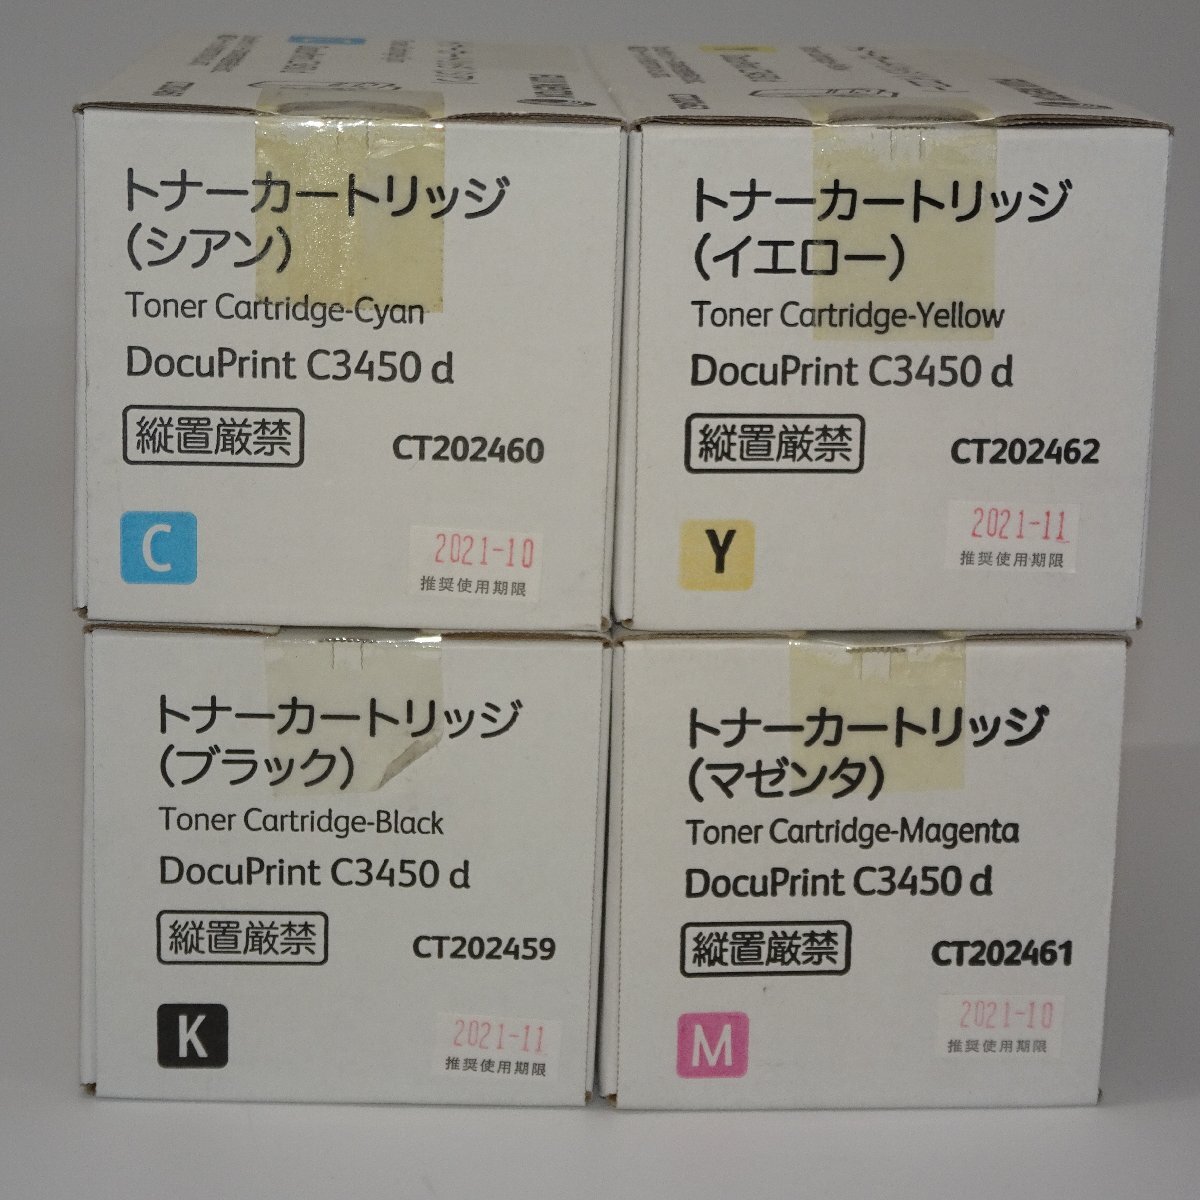 トナーカートリッジ
(シアン)
Toner Cartridge-Cyan
DocuPrint C3450 d
縦置厳禁
CT202460
C
2021-10
推奨使用期限
トナーカートリッジ
(イエロー)
Toner Cartridge-Yellow
DocuPrint C3450 d
縦置厳禁
CT202462
Y
2021-11
推奨使用期限
トナーカートリッジ
(ブラック)
Toner Cartridge-Black
DocuPrint C3450 d
縦置厳禁
CT202459
K
2021-11
推奨使用期限
トナーカートリッジ
(マゼンタ)
Toner Cartridge-Magenta
DocuPrint C3450 d
縦置厳禁
CT202461
M
2021-10
推奨使用期限